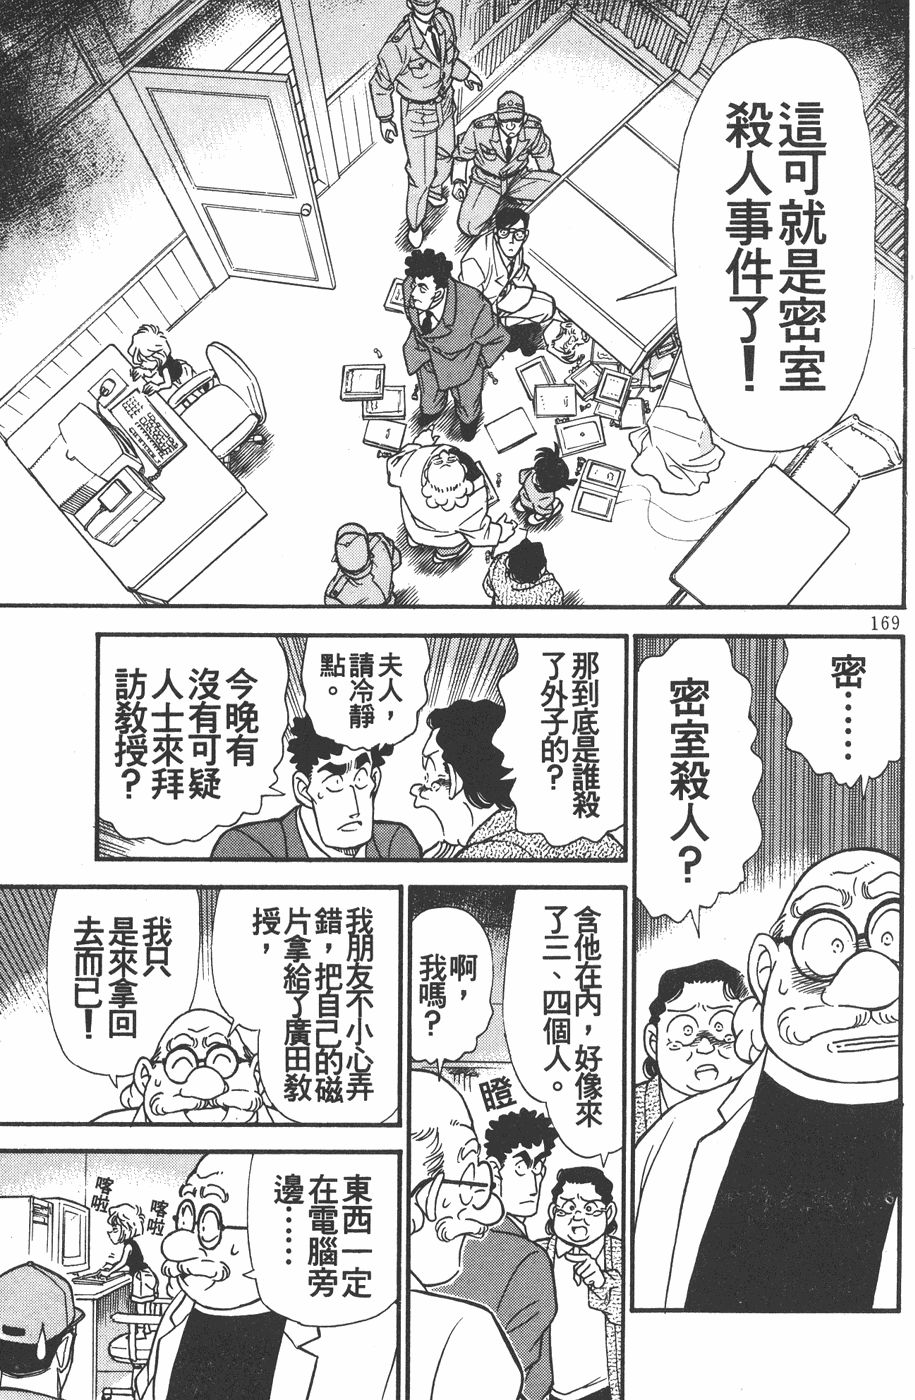 這可就是密室
殺人事件了！
169
密……
密室殺人？
那到底是誰殺
了外子的？
夫人，
請冷靜
點。
今晚有
沒有可疑
人士來拜
訪教授？
含他在內，好像來
了三、四個人。
啊，
我嗎？
瞪
我朋友不小心弄
錯，把自己的磁
片拿給了廣田教
授，
我只
是來拿回
去而已！
東西一定
在電腦旁
邊……
喀啦
喀啦